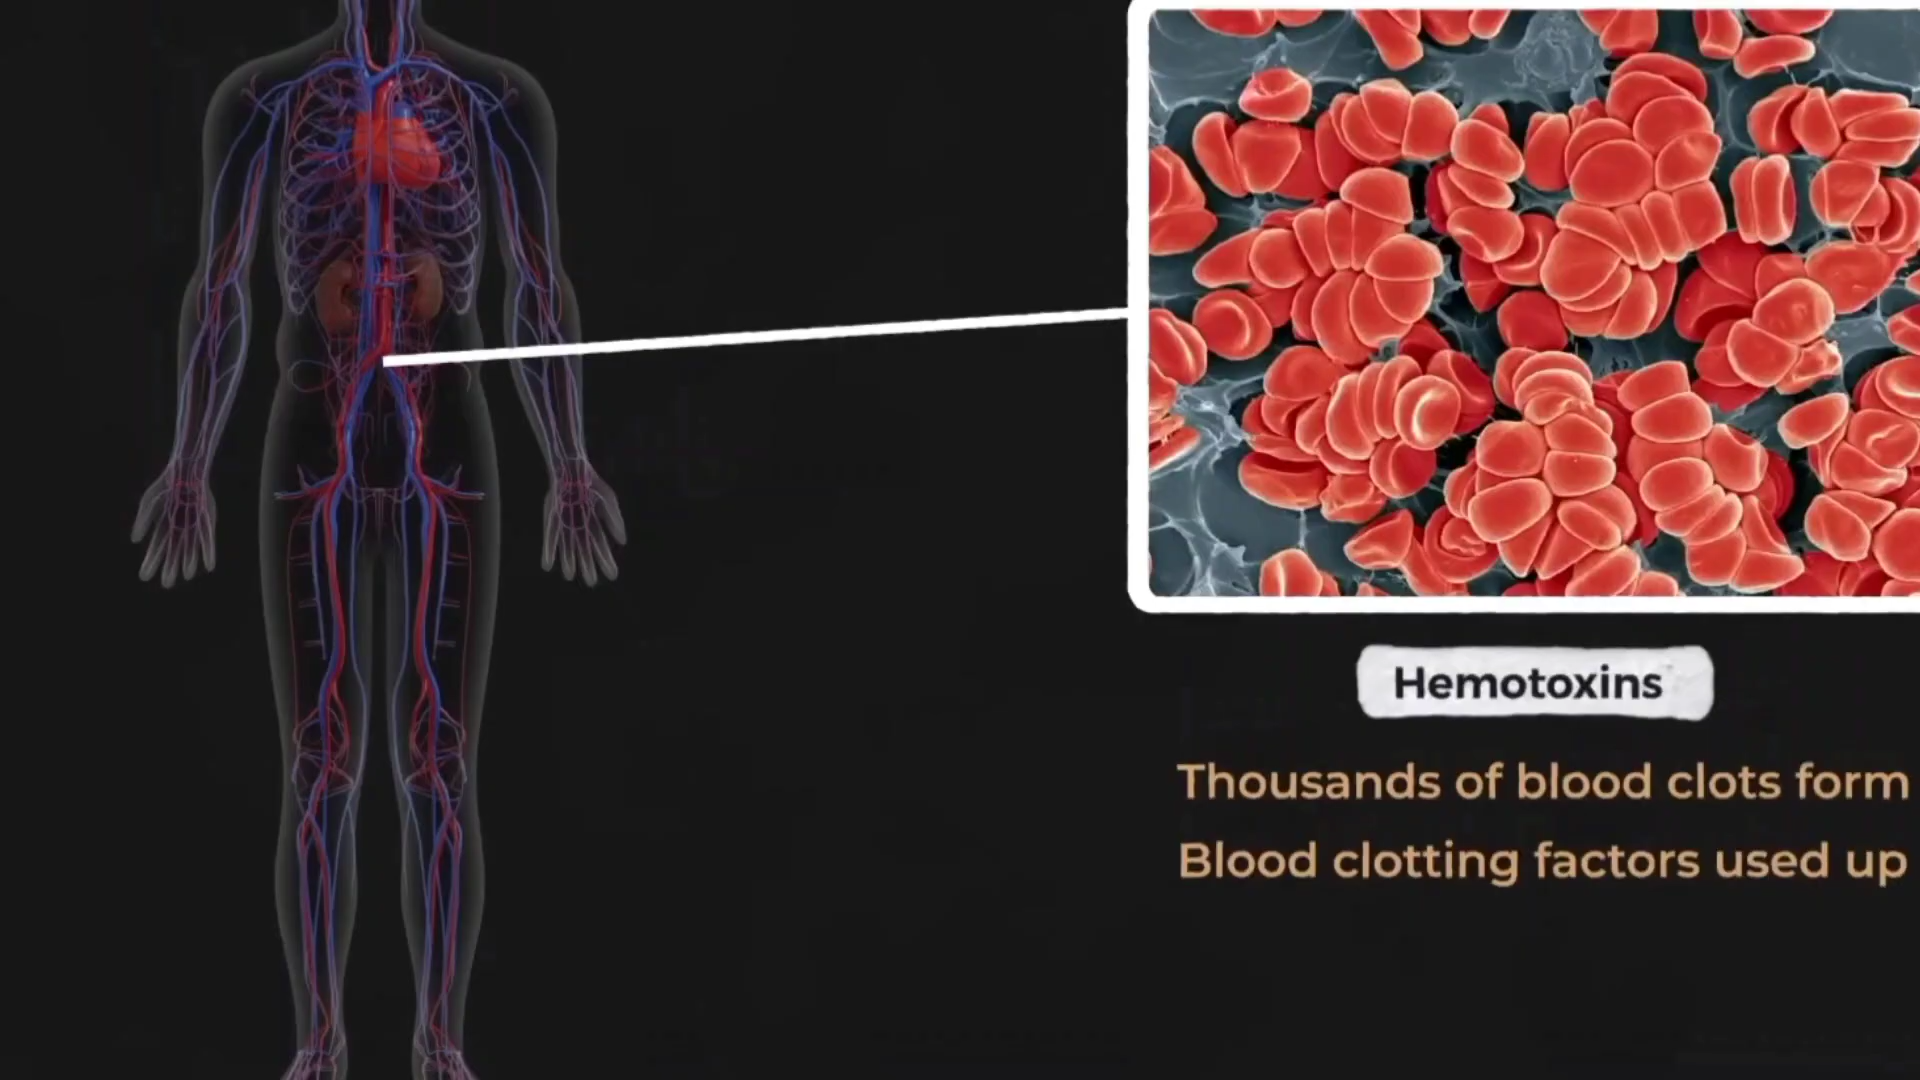 Hemotoxins
Thousands of blood clots form
Blood clotting factors used up